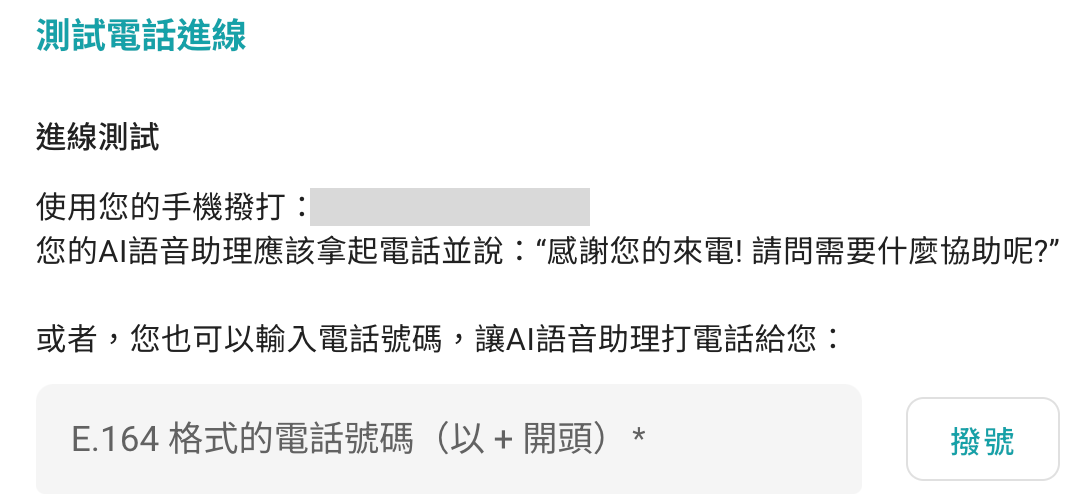 測試電話進線
進線測試
使用您的手機撥打：
您的AI語音助理應該拿起電話並說：“感謝您的來電! 請問需要什麼協助呢?”
或者，您也可以輸入電話號碼，讓AI語音助理打電話給您：
E.164 格式的電話號碼（以 + 開頭）*
撥號